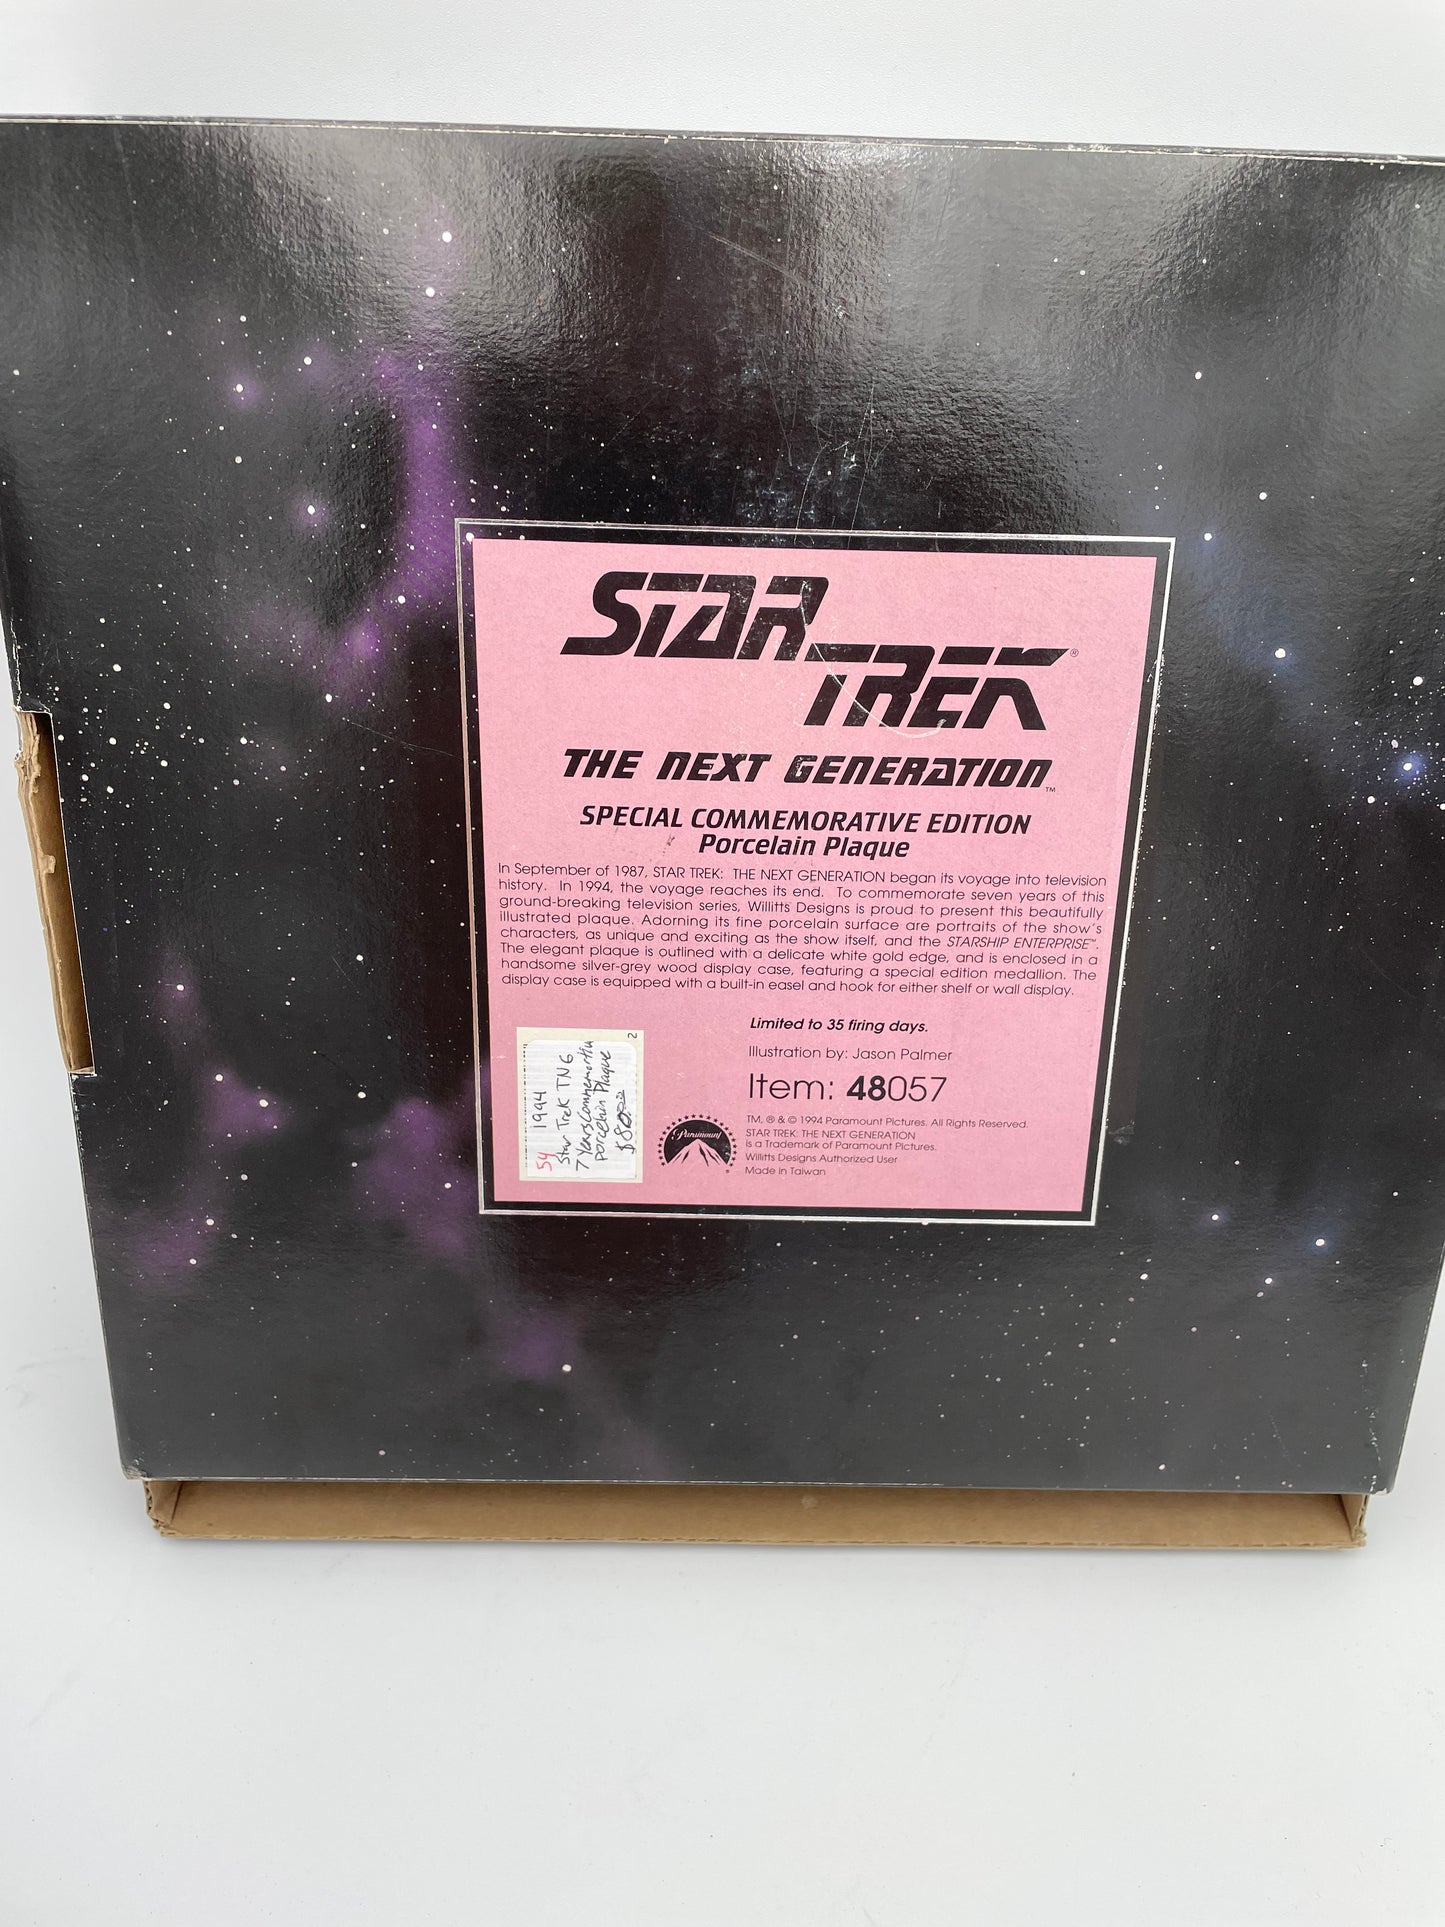 STAR
TREK®
THE NEXT GENERATION™
SPECIAL COMMEMORATIVE EDITION
Porcelain Plaque
In September of 1987, STAR TREK: THE NEXT GENERATION began its voyage into television
history. In 1994, the voyage reaches its end. To commemorate seven years of this
ground-breaking television series, Willitts Designs is proud to present this beautifully
illustrated plaque. Adorning its fine porcelain surface are portraits of the show's
characters, as unique and exciting as the show itself, and the STARSHIP ENTERPRISE™.
The elegant plaque is outlined with a delicate white gold edge, and is enclosed in a
handsome silver-grey wood display case, featuring a special edition medallion. The
display case is equipped with a built-in easel and hook for either shelf or wall display.
Limited to 35 firing days.
Illustration by: Jason Palmer
Item: 48057
TM, ® & © 1994 Paramount Pictures. All Rights Reserved.
STAR TREK: THE NEXT GENERATION
is a Trademark of Paramount Pictures.
Willitts Designs Authorized User
Made in Taiwan
Paramount
2
54 1994
Star Trek TNG
7 Years Commemorative
Porcelain Plaque
$80.00